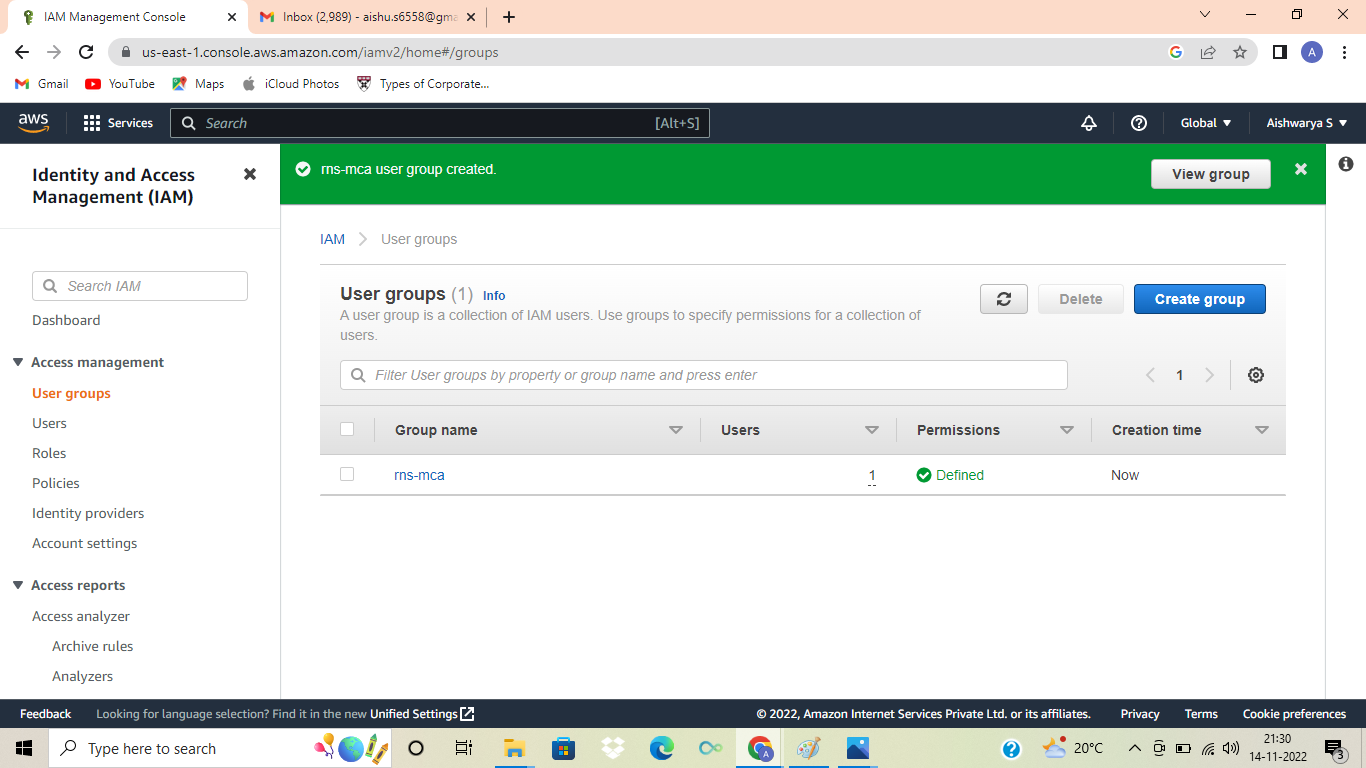 IAM Management Console
Inbox (2,989) - aishu.s6558@gma
us-east-1.console.aws.amazon.com/iamv2/home#/groups
A
Gmail
YouTube
Maps
iCloud Photos
Types of Corporate...
aws
Services
Search
[Alt+S]
Global
Aishwarya S
Identity and Access
Management (IAM)
Search IAM
Dashboard
Access management
User groups
Users
Roles
Policies
Identity providers
Account settings
Access reports
Access analyzer
Archive rules
Analyzers
rns-mca user group created.
View group
IAM
User groups
User groups (1) Info
A user group is a collection of IAM users. Use groups to specify permissions for a collection of
users.
Delete
Create group
Filter User groups by property or group name and press enter
1
Group name
Users
Permissions
Creation time
rns-mca
1
Defined
Now
Feedback
Looking for language selection? Find it in the new Unified Settings
© 2022, Amazon Internet Services Private Ltd. or its affiliates.
Privacy
Terms
Cookie preferences
Type here to search
A
20°C
21:30
14-11-2022
3